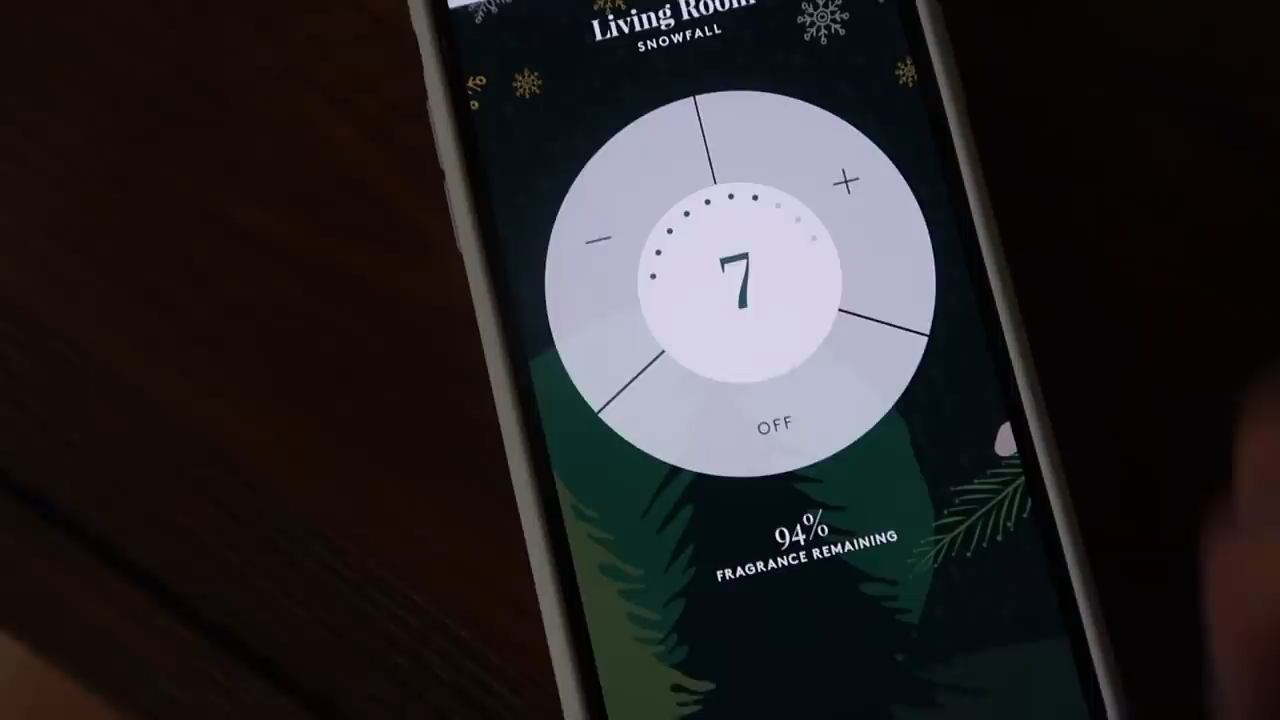 Living Room
SNOWFALL
+
−
7
OFF
94%
FRAGRANCE REMAINING